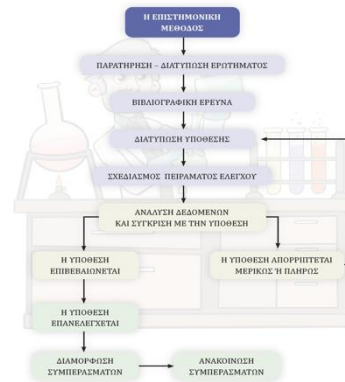 Η ΕΠΙΣΤΗΜΟΝΙΚΗ
ΜΕΘΟΔΟΣ
ΠΑΡΑΤΗΡΗΣΗ – ΔΙΑΤΥΠΩΣΗ ΕΡΩΤΗΜΑΤΟΣ
ΒΙΒΛΙΟΓΡΑΦΙΚΗ ΕΡΕΥΝΑ
ΔΙΑΤΥΠΩΣΗ ΥΠΟΘΕΣΗΣ
ΣΧΕΔΙΑΣΜΟΣ ΠΕΙΡΑΜΑΤΟΣ ΕΛΕΓΧΟΥ
ΑΝΑΛΥΣΗ ΔΕΔΟΜΕΝΩΝ
ΚΑΙ ΣΥΓΚΡΙΣΗ ΜΕ ΤΗΝ ΥΠΟΘΕΣΗ
Η ΥΠΟΘΕΣΗ
ΕΠΙΒΕΒΑΙΩΝΕΤΑΙ
Η ΥΠΟΘΕΣΗ ΑΠΟΡΡΙΠΤΕΤΑΙ
ΜΕΡΙΚΩΣ Ή ΠΛΗΡΩΣ
Η ΥΠΟΘΕΣΗ
ΕΠΑΝΕΛΕΓΧΕΤΑΙ
ΔΙΑΜΟΡΦΩΣΗ
ΣΥΜΠΕΡΑΣΜΑΤΩΝ
ΑΝΑΚΟΙΝΩΣΗ
ΣΥΜΠΕΡΑΣΜΑΤΩΝ